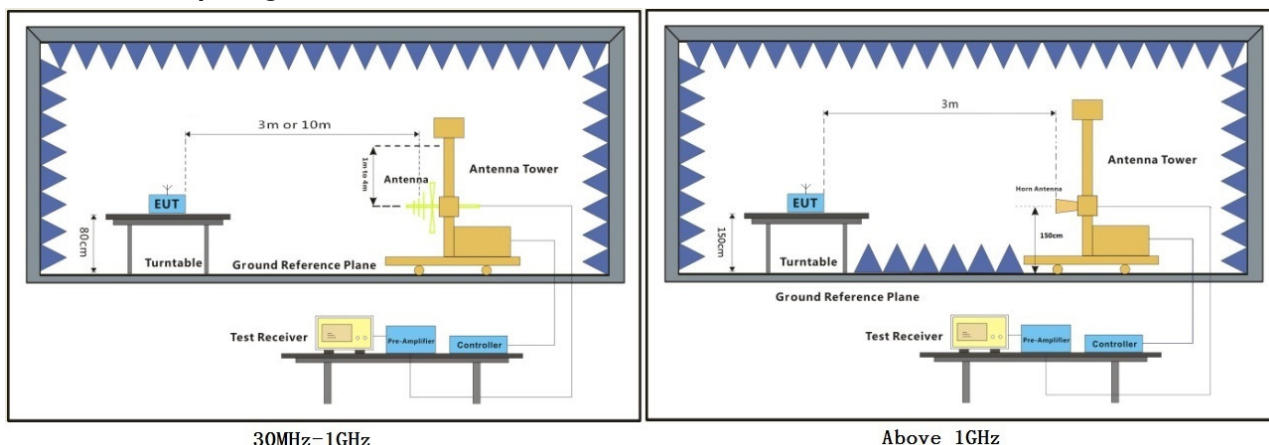 3m or 10m
1m to 4m
Antenna
Antenna Tower
EUT
80cm
Turntable
Ground Reference Plane
Test Receiver
Pre-Amplifier
Controller
30MHz-1GHz
3m
Antenna Tower
Horn Antenna
EUT
150cm
150cm
Turntable
Ground Reference Plane
Test Receiver
Pre-Amplifier
Controller
Above 1GHz